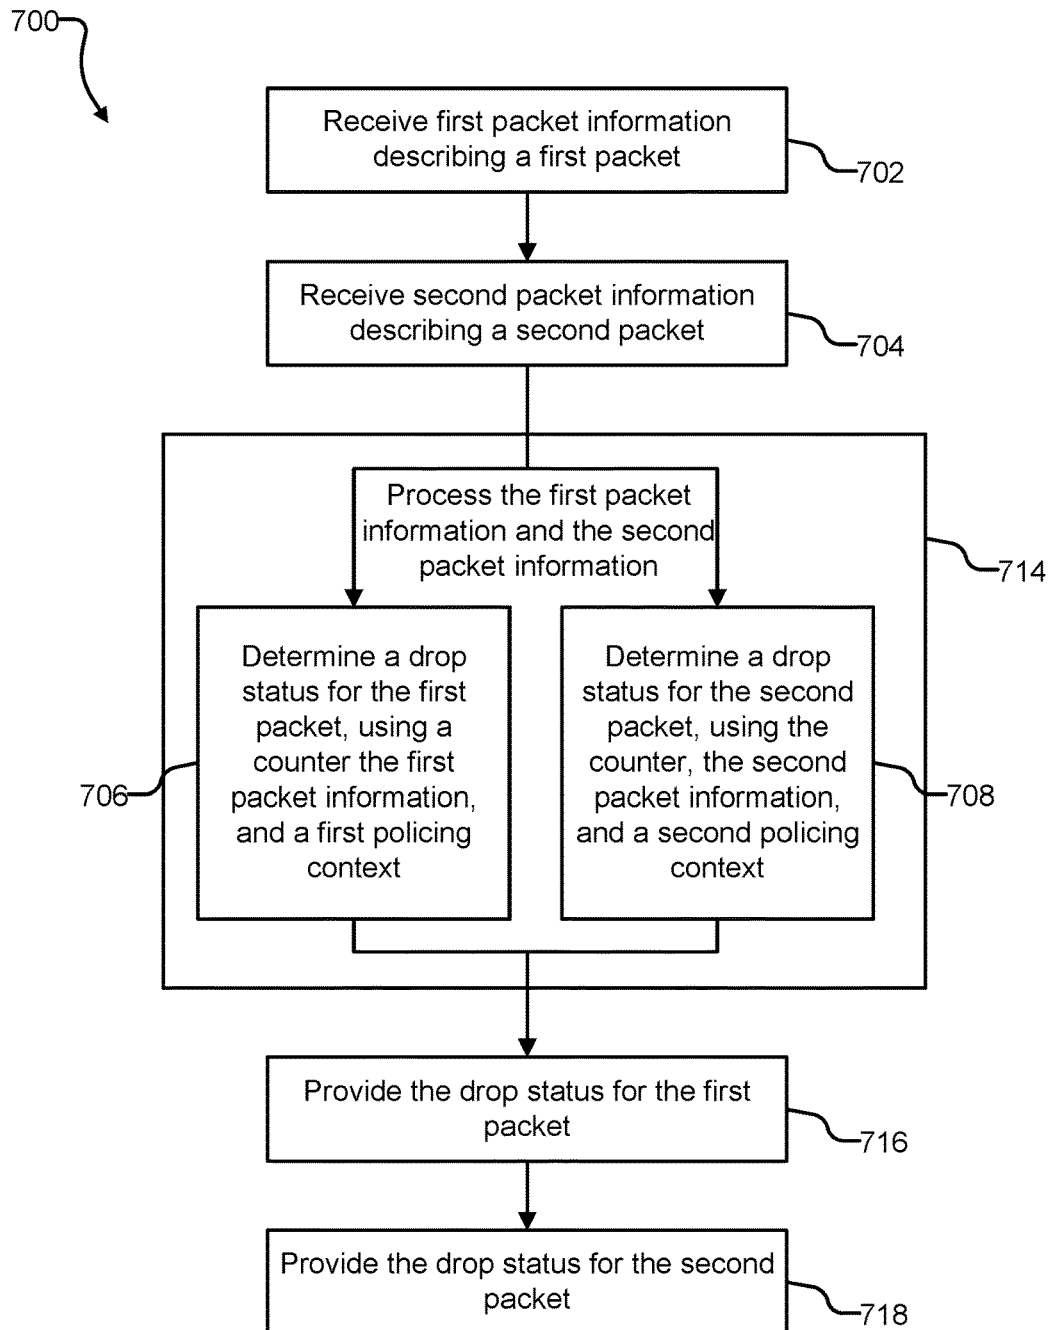 700
Receive first packet information
describing a first packet
702
Receive second packet information
describing a second packet
704
Process the first packet
information and the second
packet information
714
Determine a drop
status for the first
packet, using a
counter the first
packet information,
and a first policing
context
706
Determine a drop
status for the second
packet, using the
counter, the second
packet information,
and a second policing
context
708
Provide the drop status for the first
packet
716
Provide the drop status for the second
packet
718